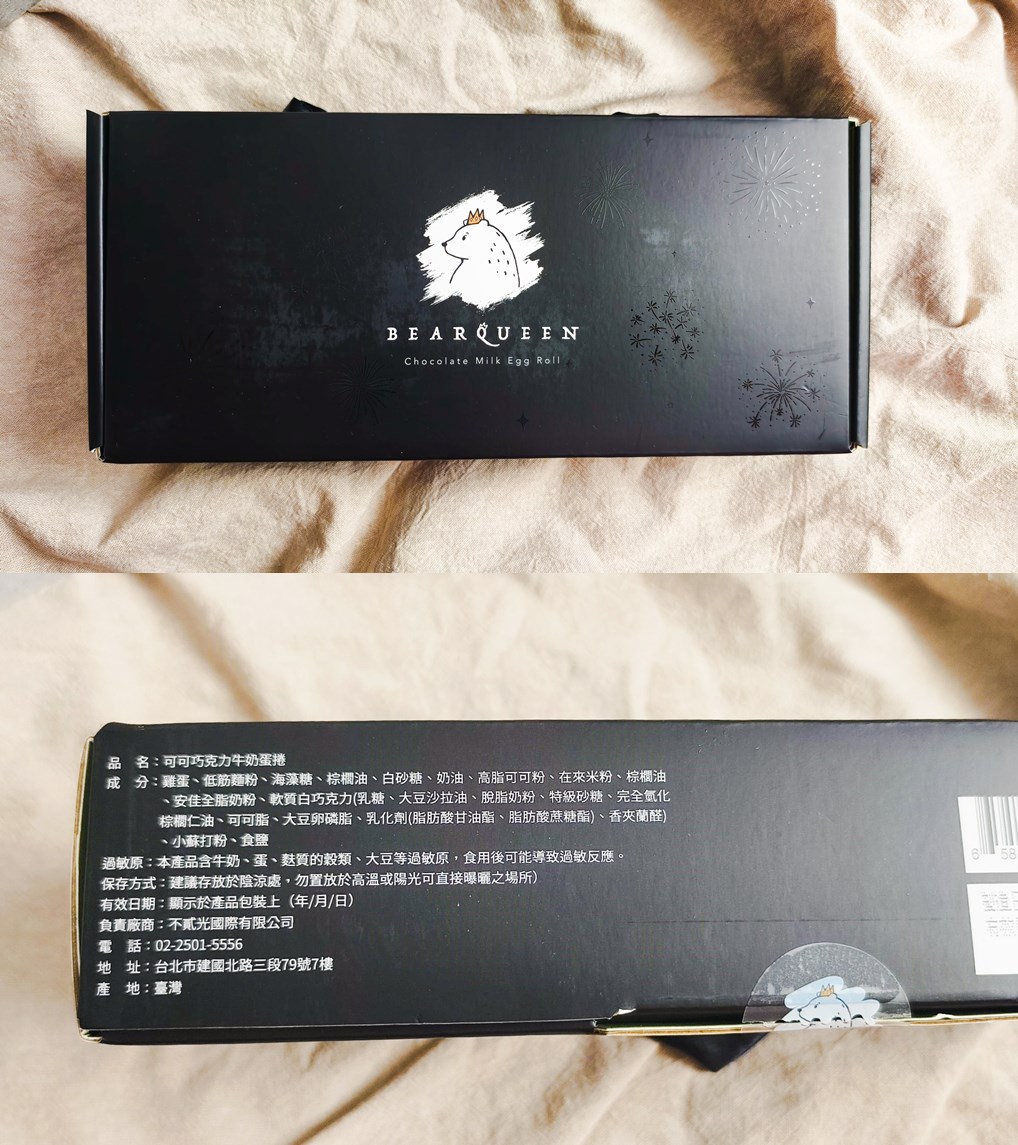 BEARQUEEN
Chocolate Milk Egg Roll
品　名：可可巧克力牛奶蛋捲
成　分：雞蛋、低筋麵粉、海藻糖、棕櫚油、白砂糖、奶油、高脂可可粉、在來米粉、棕櫚油
、安佳全脂奶粉、軟質白巧克力(乳糖、大豆沙拉油、脫脂奶粉、特級砂糖、完全氫化
棕櫚仁油、可可脂、大豆卵磷脂、乳化劑(脂肪酸甘油酯、脂肪酸蔗糖酯)、香夾蘭醛)
、小蘇打粉、食鹽
過敏原：本產品含牛奶、蛋、麩質的穀類、大豆等過敏原，食用後可能導致過敏反應。
保存方式：建議存放於陰涼處，勿置放於高溫或陽光可直接曝曬之場所）
有效日期：顯示於產品包裝上（年/月/日）
負責廠商：不貳光國際有限公司
電　話：02-2501-5556
地　址：台北市建國北路三段79號7樓
產　地：臺灣
6 58